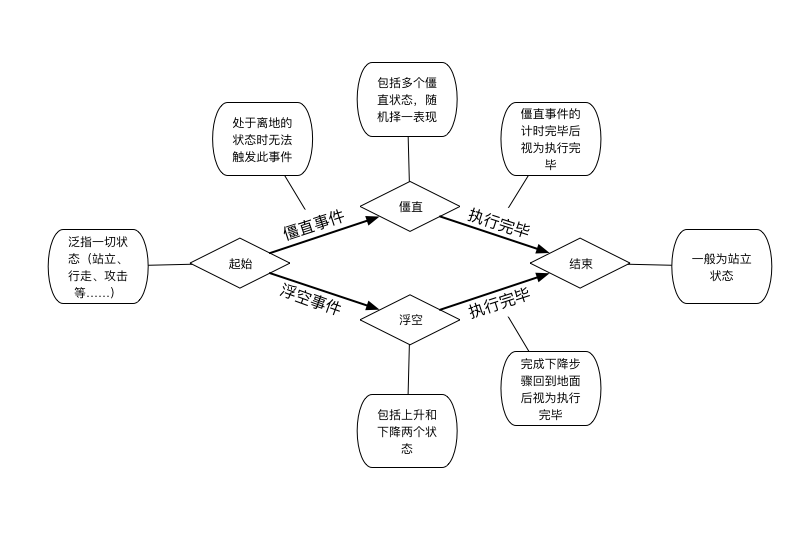 包括多个僵
直状态，随
机择一表现
处于离地的
状态时无法
触发此事件
僵直事件的
计时完毕后
视为执行完
毕
僵直
僵直事件
执行完毕
泛指一切状
态（站立、
行走、攻击
等……）
起始
结束
一般为站立
状态
浮空事件
执行完毕
浮空
完成下降步
骤回到地面
后视为执行
完毕
包括上升和
下降两个状
态